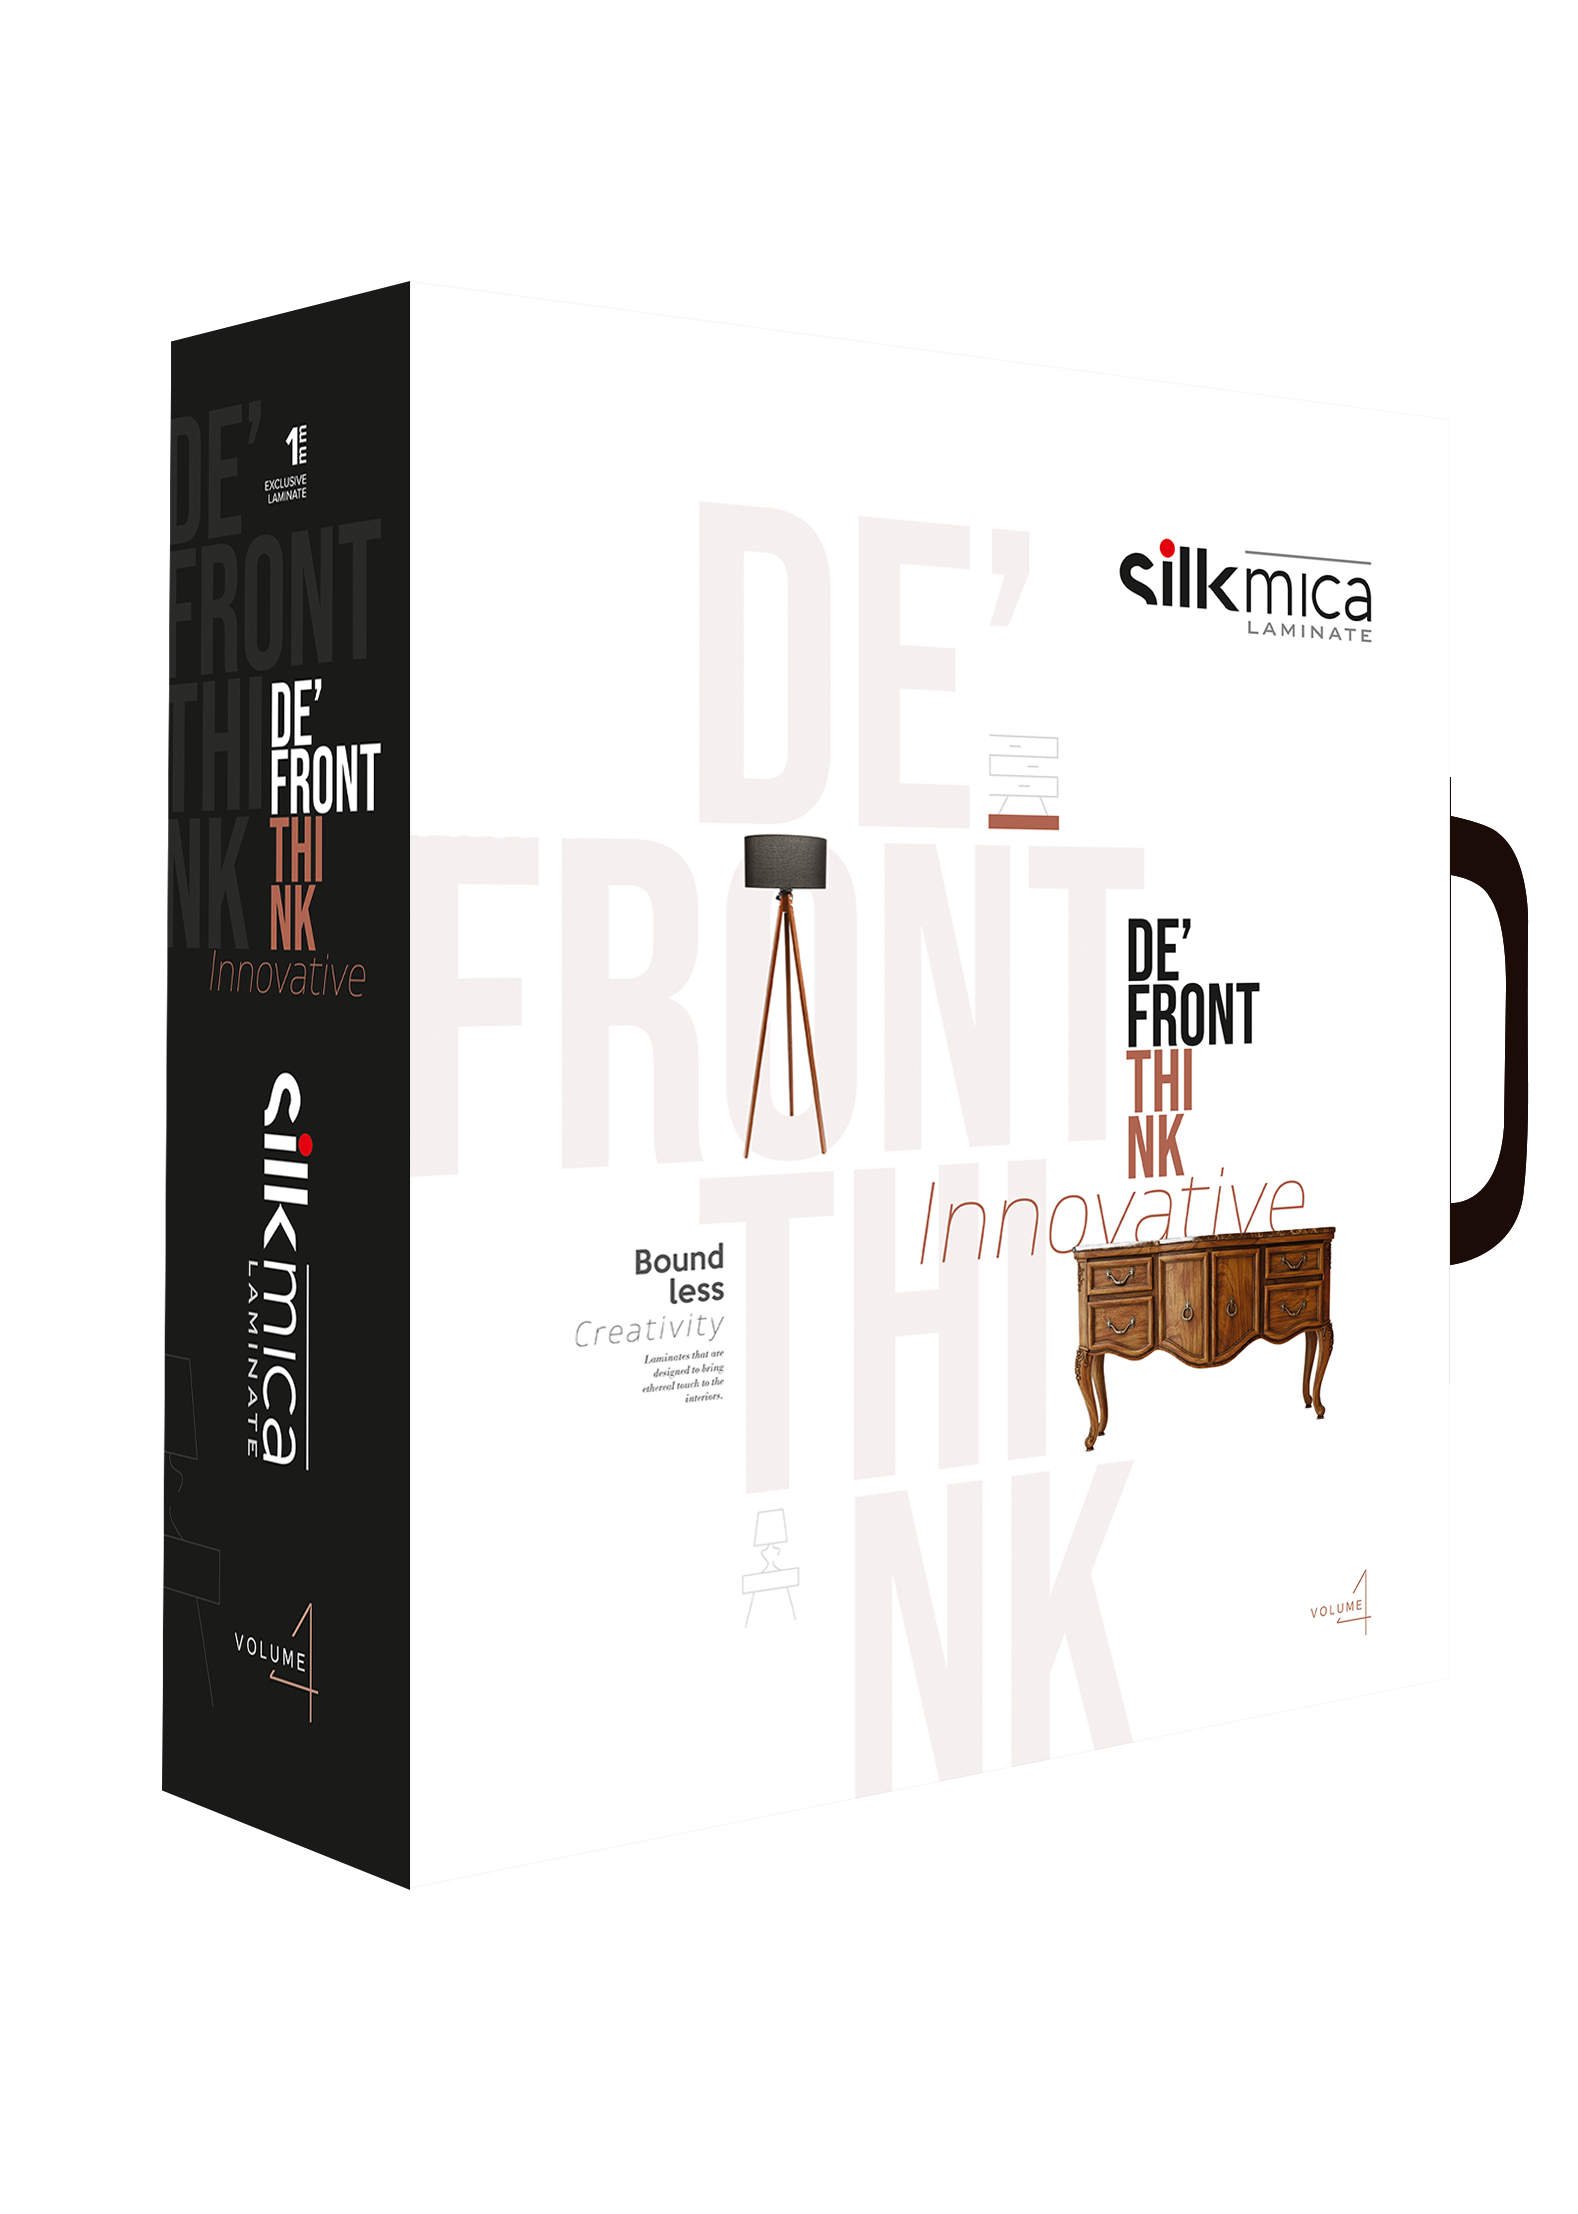 DE’
FRONT
THI
NK
1mm
EXCLUSIVE
LAMINATE
DE’
FRONT
THI
NK
Innovative
silkmica
LAMINATE
VOLUME 4
DE’
FRONT
THI
NK
silkmica
LAMINATE
DE’
FRONT
THI
NK
Innovative
Bound
less
Creativity
Laminates that are
designed to bring
ethereal touch to the
interiors.
VOLUME 4